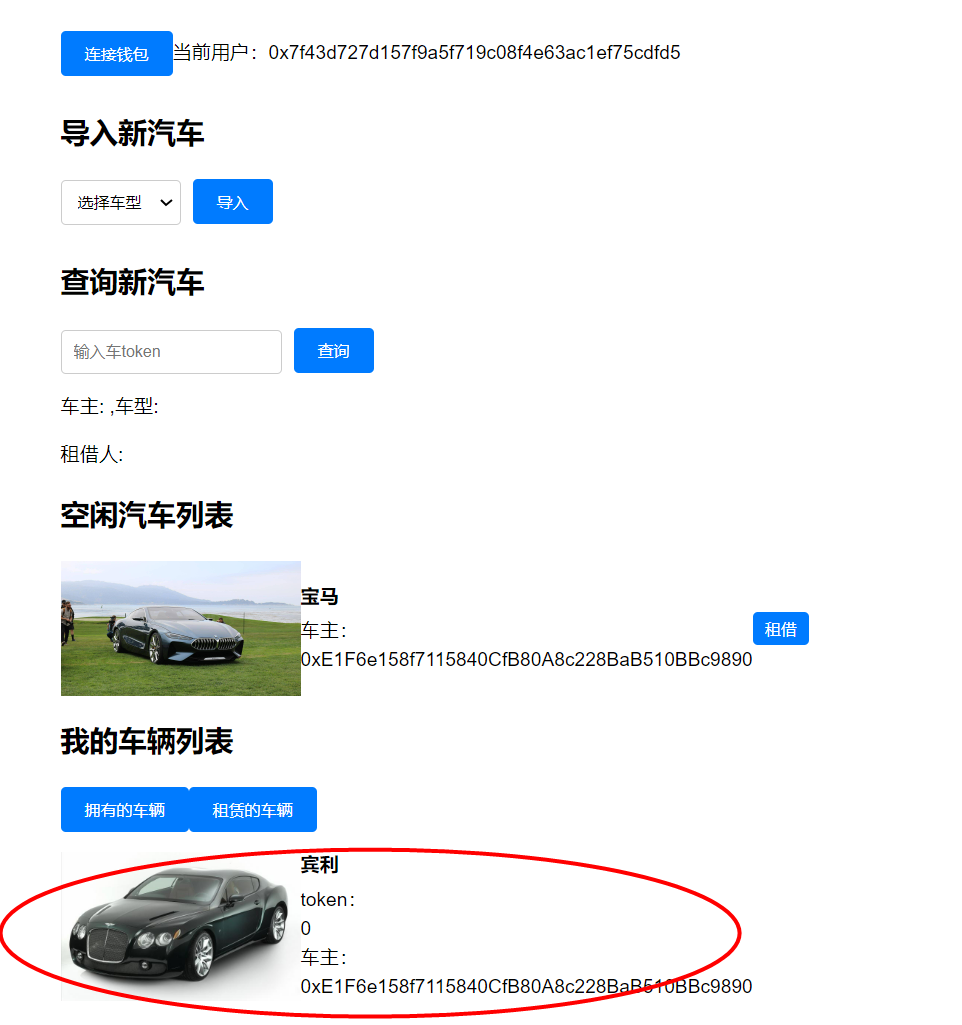 连接钱包当前用户：0x7f43d727d157f9a5f719c08f4e63ac1ef75cdfd5
导入新汽车
选择车型 导入
查询新汽车
输入车token 查询
车主: ,车型:
租借人:
空闲汽车列表
宝马
车主：
租借
0xE1F6e158f7115840CfB80A8c228BaB510BBc9890
我的车辆列表
拥有的车辆 租赁的车辆
宾利
token：
0
车主：
0xE1F6e158f7115840CfB80A8c228BaB510BBc9890